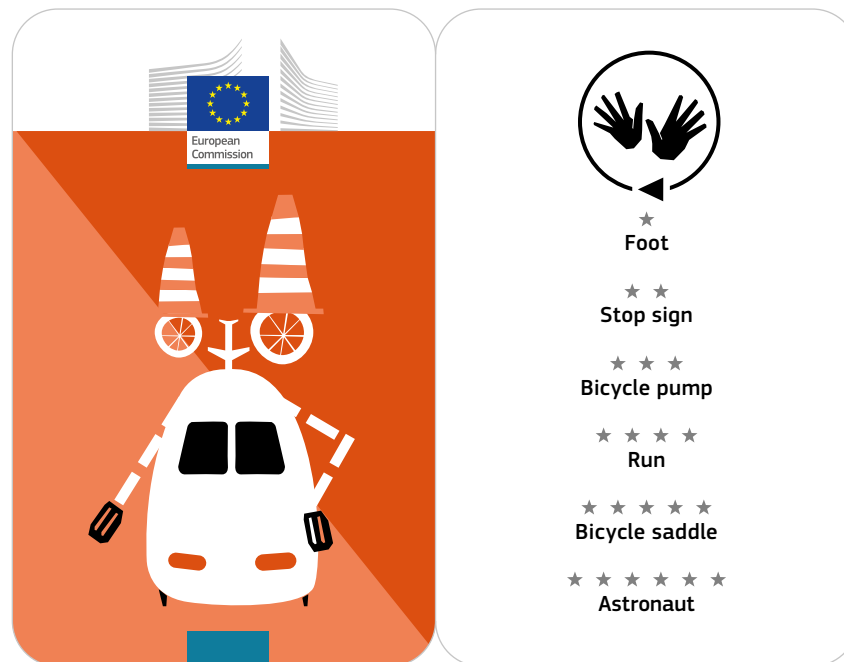 European
Commission
Foot
Stop sign
Bicycle pump
Run
Bicycle saddle
Astronaut